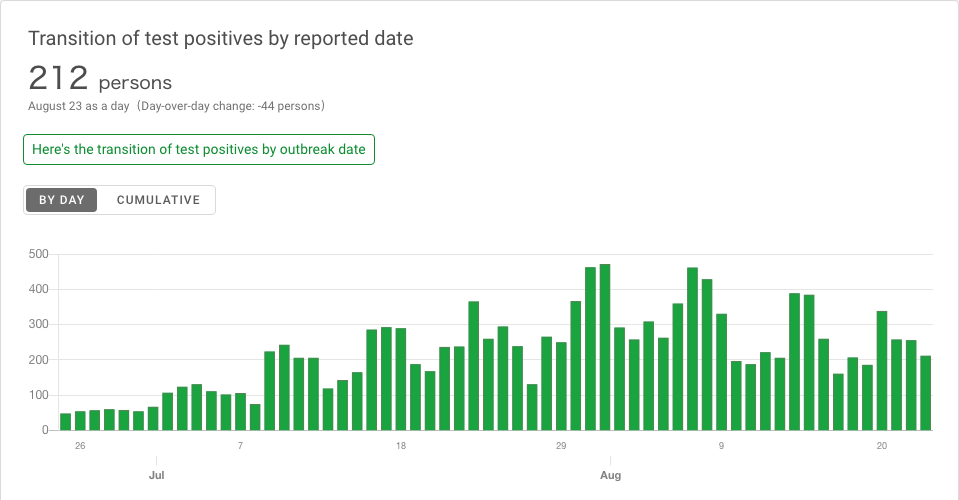 Transition of test positives by reported date
212 persons
August 23 as a day（Day-over-day change: -44 persons）
Here's the transition of test positives by outbreak date
BY DAY CUMULATIVE
500
400
300
200
100
0
26 7 18 29 9 20
Jul Aug